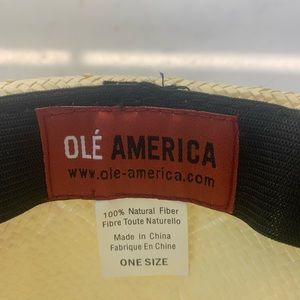 OLÉ AMERICA
www.ole-america.com
100% Natural Fiber
Fibre Toute Naturello
Made in China
Fabrique En Chine
ONE SIZE